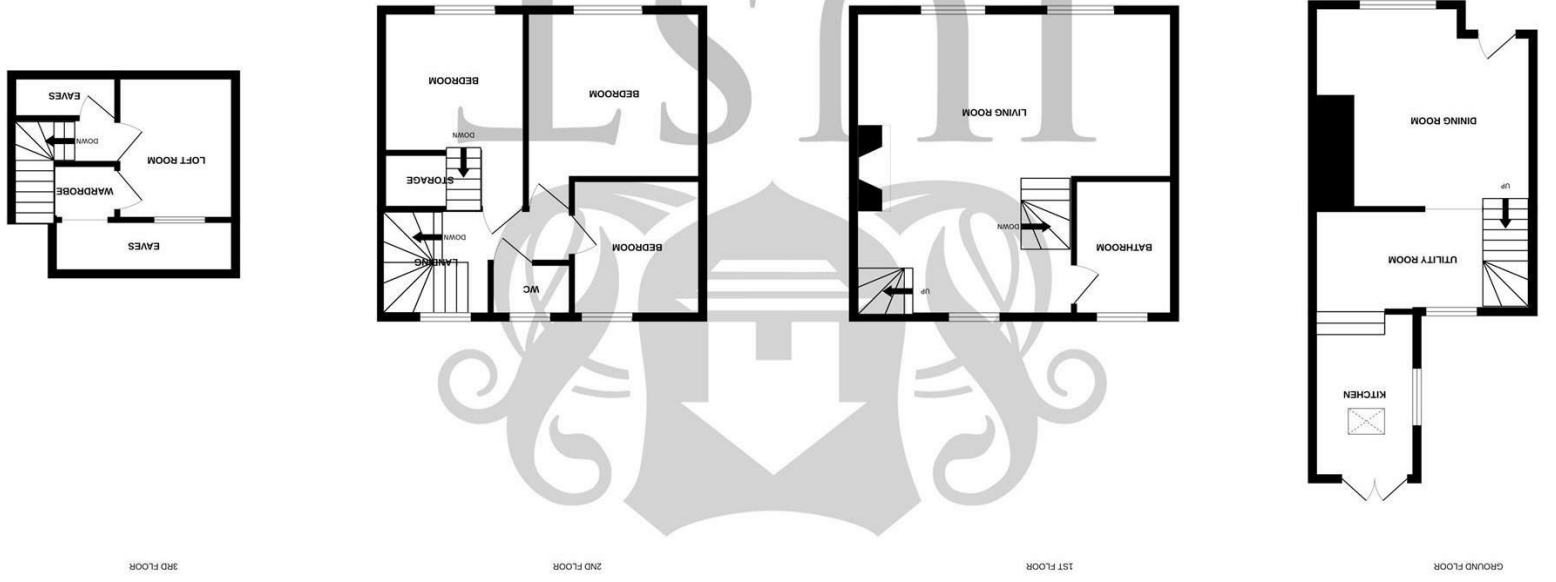 GROUND FLOOR
1ST FLOOR
2ND FLOOR
3RD FLOOR
KITCHEN
UTILITY ROOM
UP
DINING ROOM
UP
BATHROOM
DOWN
LIVING ROOM
WC
BEDROOM
LANDING
DOWN
STORAGE
DOWN
BEDROOM
BEDROOM
EAVES
WARDROBE
LOFT ROOM
DOWN
EAVES